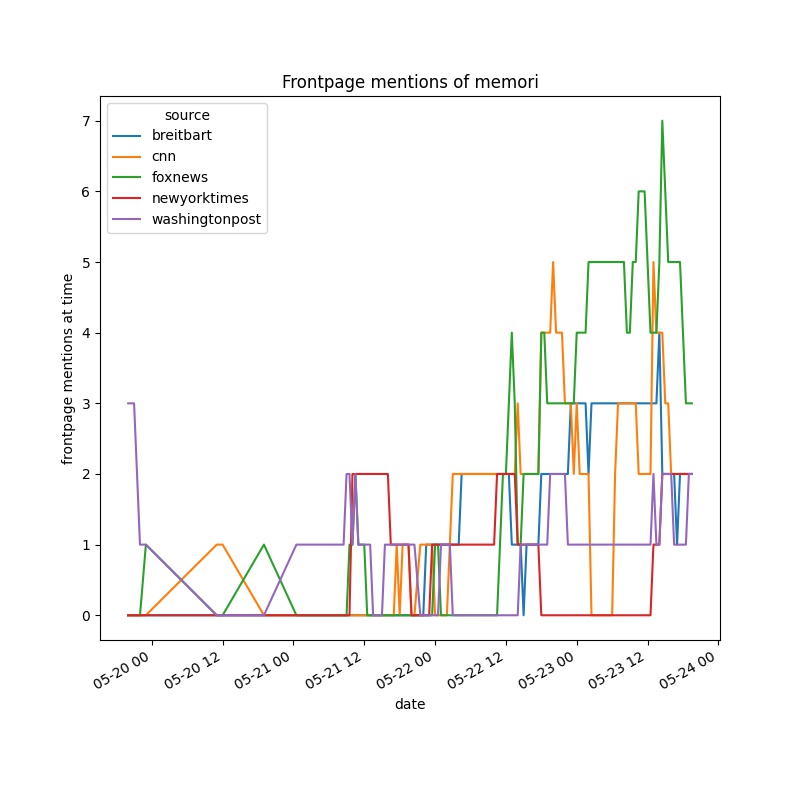 Frontpage mentions of memori
source
breitbart
cnn
foxnews
newyorktimes
washingtonpost
frontpage mentions at time
7
6
5
4
3
2
1
0
05-20 00
05-20 12
05-21 00
05-21 12
05-22 00
05-22 12
05-23 00
05-23 12
05-24 00
date